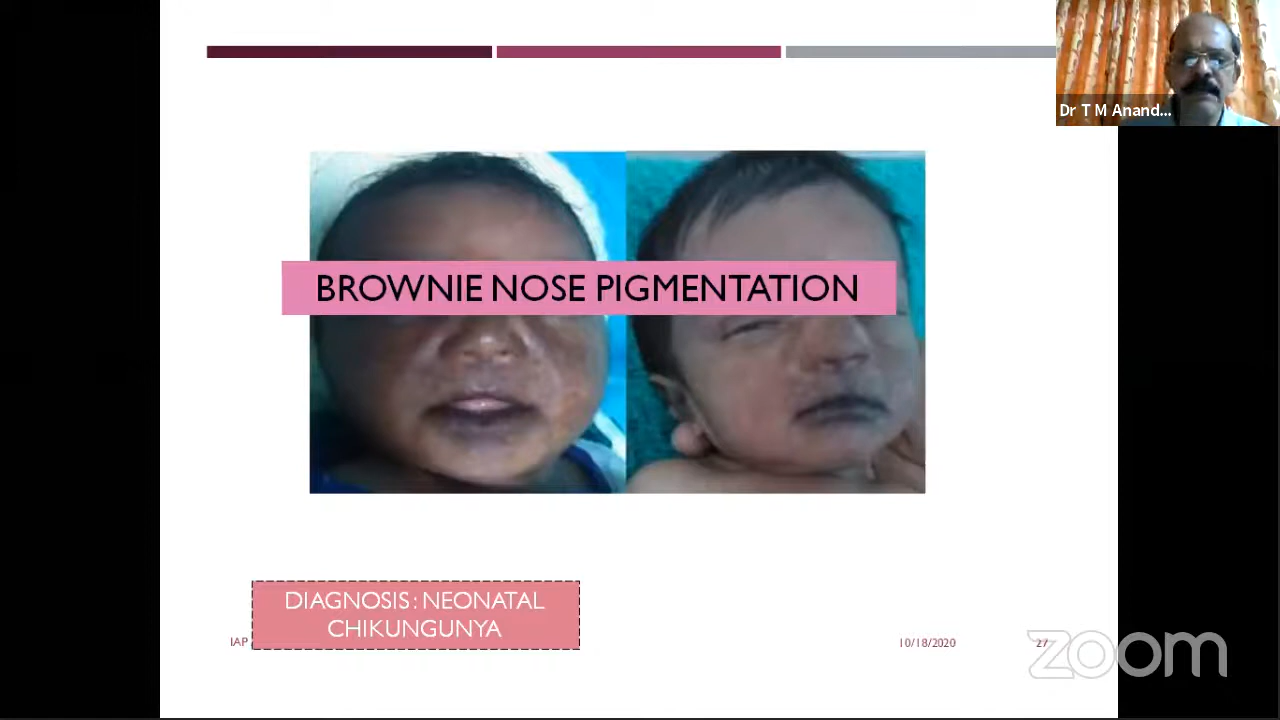 Dr T M Anand...
BROWNIE NOSE PIGMENTATION
DIAGNOSIS : NEONATAL
CHIKUNGUNYA
IAP
10/18/2020
27
zoom